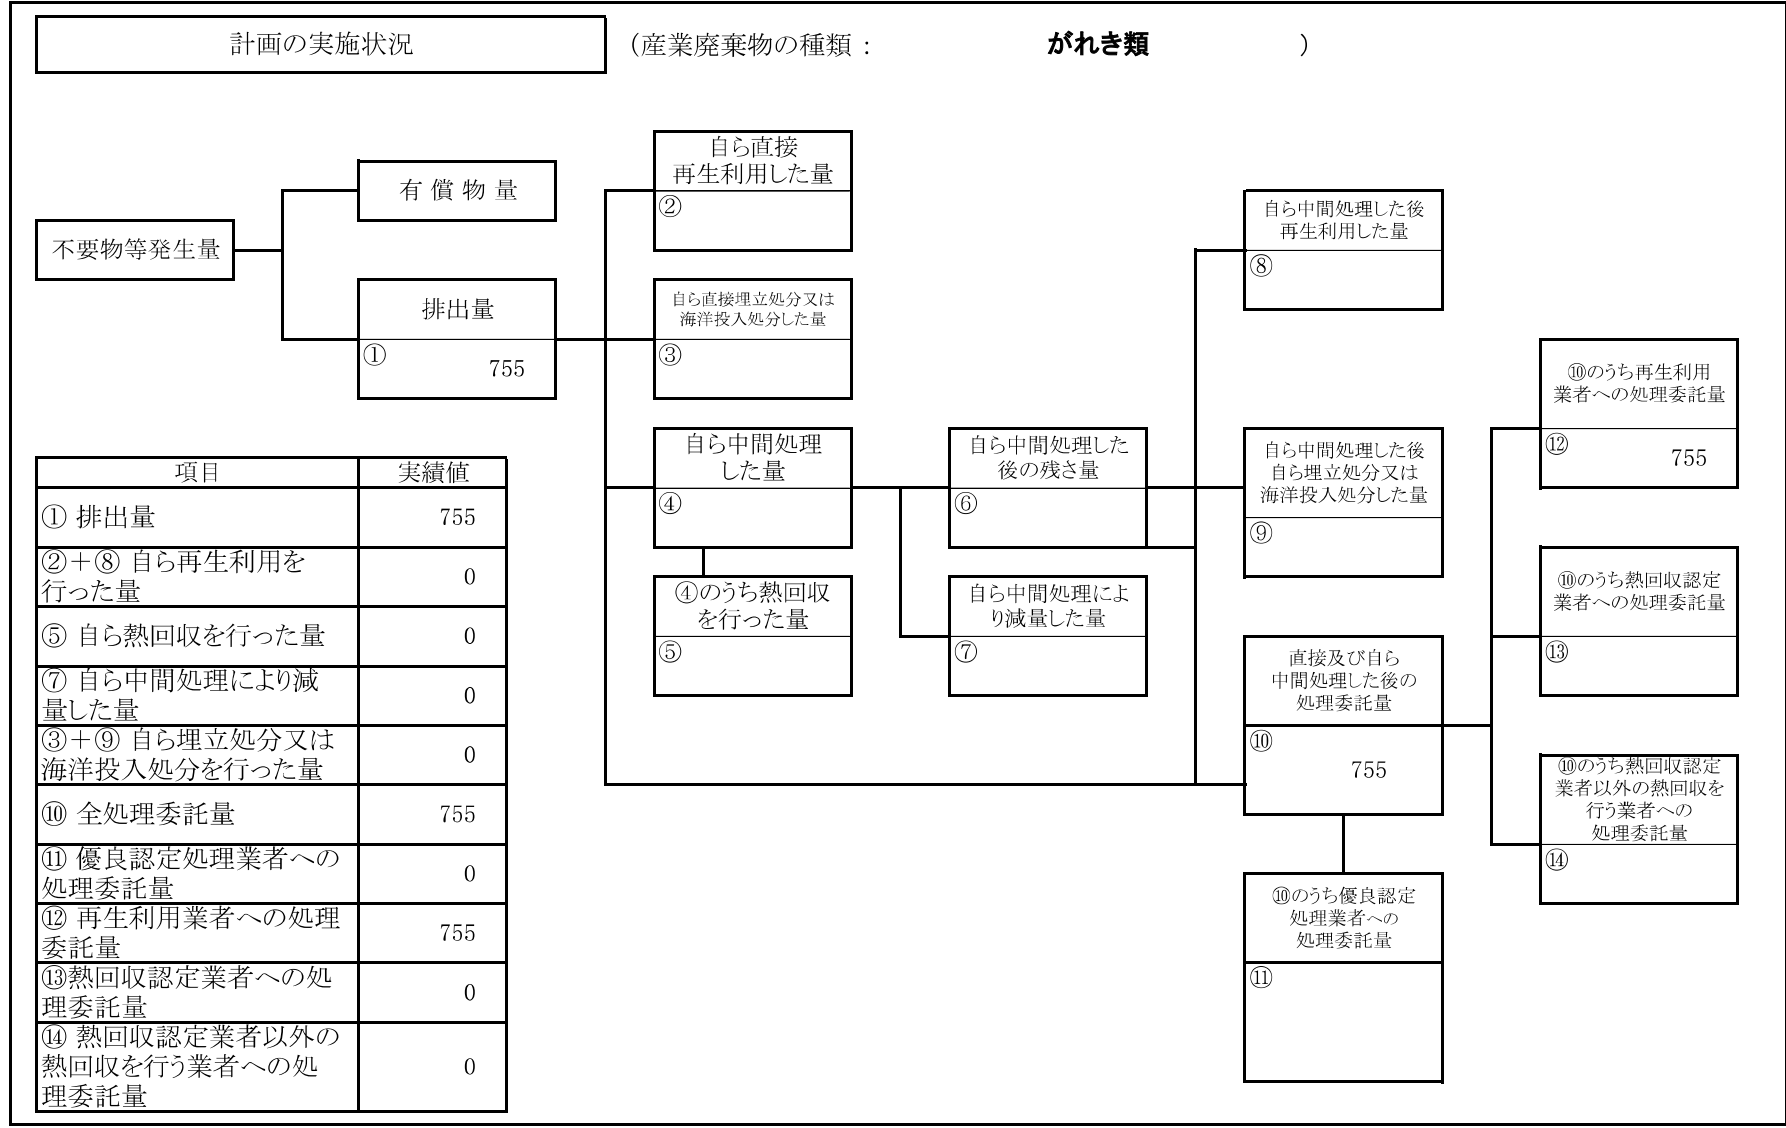 計画の実施状況
（産業廃棄物の種類： がれき類 ）
不要物等発生量
有償物量
排出量
①
755
自ら直接
再生利用した量
②
自ら直接埋立処分又は
海洋投入処分した量
③
自ら中間処理
した量
④
④のうち熱回収
を行った量
⑤
自ら中間処理した
後の残さ量
⑥
自ら中間処理によ
り減量した量
⑦
自ら中間処理した後
再生利用した量
⑧
自ら中間処理した後
自ら埋立処分又は
海洋投入処分した量
⑨
直接及び自ら
中間処理した後の
処理委託量
⑩
755
⑩のうち優良認定
処理業者への
処理委託量
⑪
⑩のうち再生利用
業者への処理委託量
⑫
755
⑩のうち熱回収認定
業者への処理委託量
⑬
⑩のうち熱回収認定
業者以外の熱回収を
行う業者への
処理委託量
⑭
項目 実績値
① 排出量 755
②＋⑧ 自ら再生利用を
行った量 0
⑤ 自ら熱回収を行った量 0
⑦ 自ら中間処理により減
量した量 0
③＋⑨ 自ら埋立処分又は
海洋投入処分を行った量 0
⑩ 全処理委託量 755
⑪ 優良認定処理業者への
処理委託量 0
⑫ 再生利用業者への処理
委託量 755
⑬熱回収認定業者への処
理委託量 0
⑭ 熱回収認定業者以外の
熱回収を行う業者への処
理委託量 0